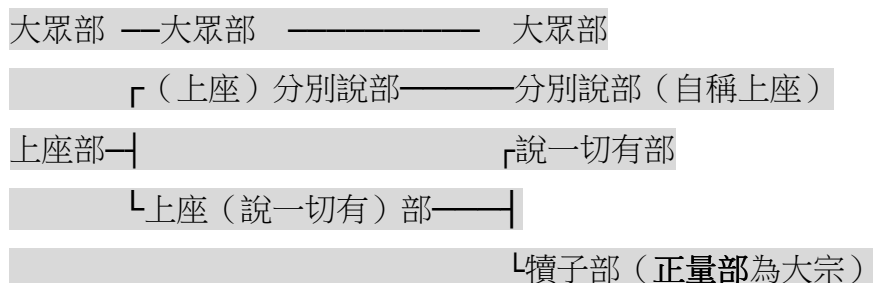 大眾部 ──大眾部 ────────── 大眾部
┌（上座）分別說部──────分別說部（自稱上座）
上座部─┤ ┌說一切有部
└上座（說一切有）部────┤
└犢子部（正量部為大宗）